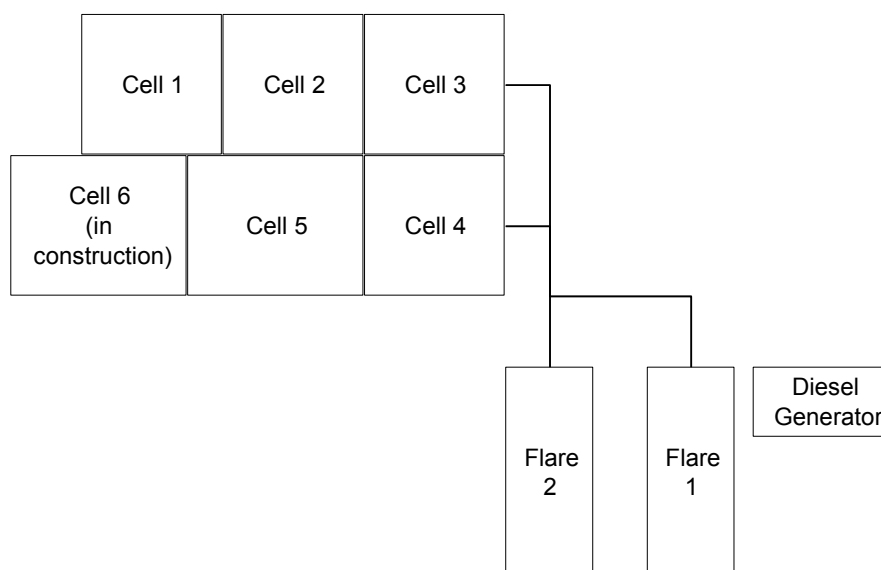 Cell 1
Cell 2
Cell 3
Cell 6
(in
construction)
Cell 5
Cell 4
Diesel
Generator
Flare
2
Flare
1